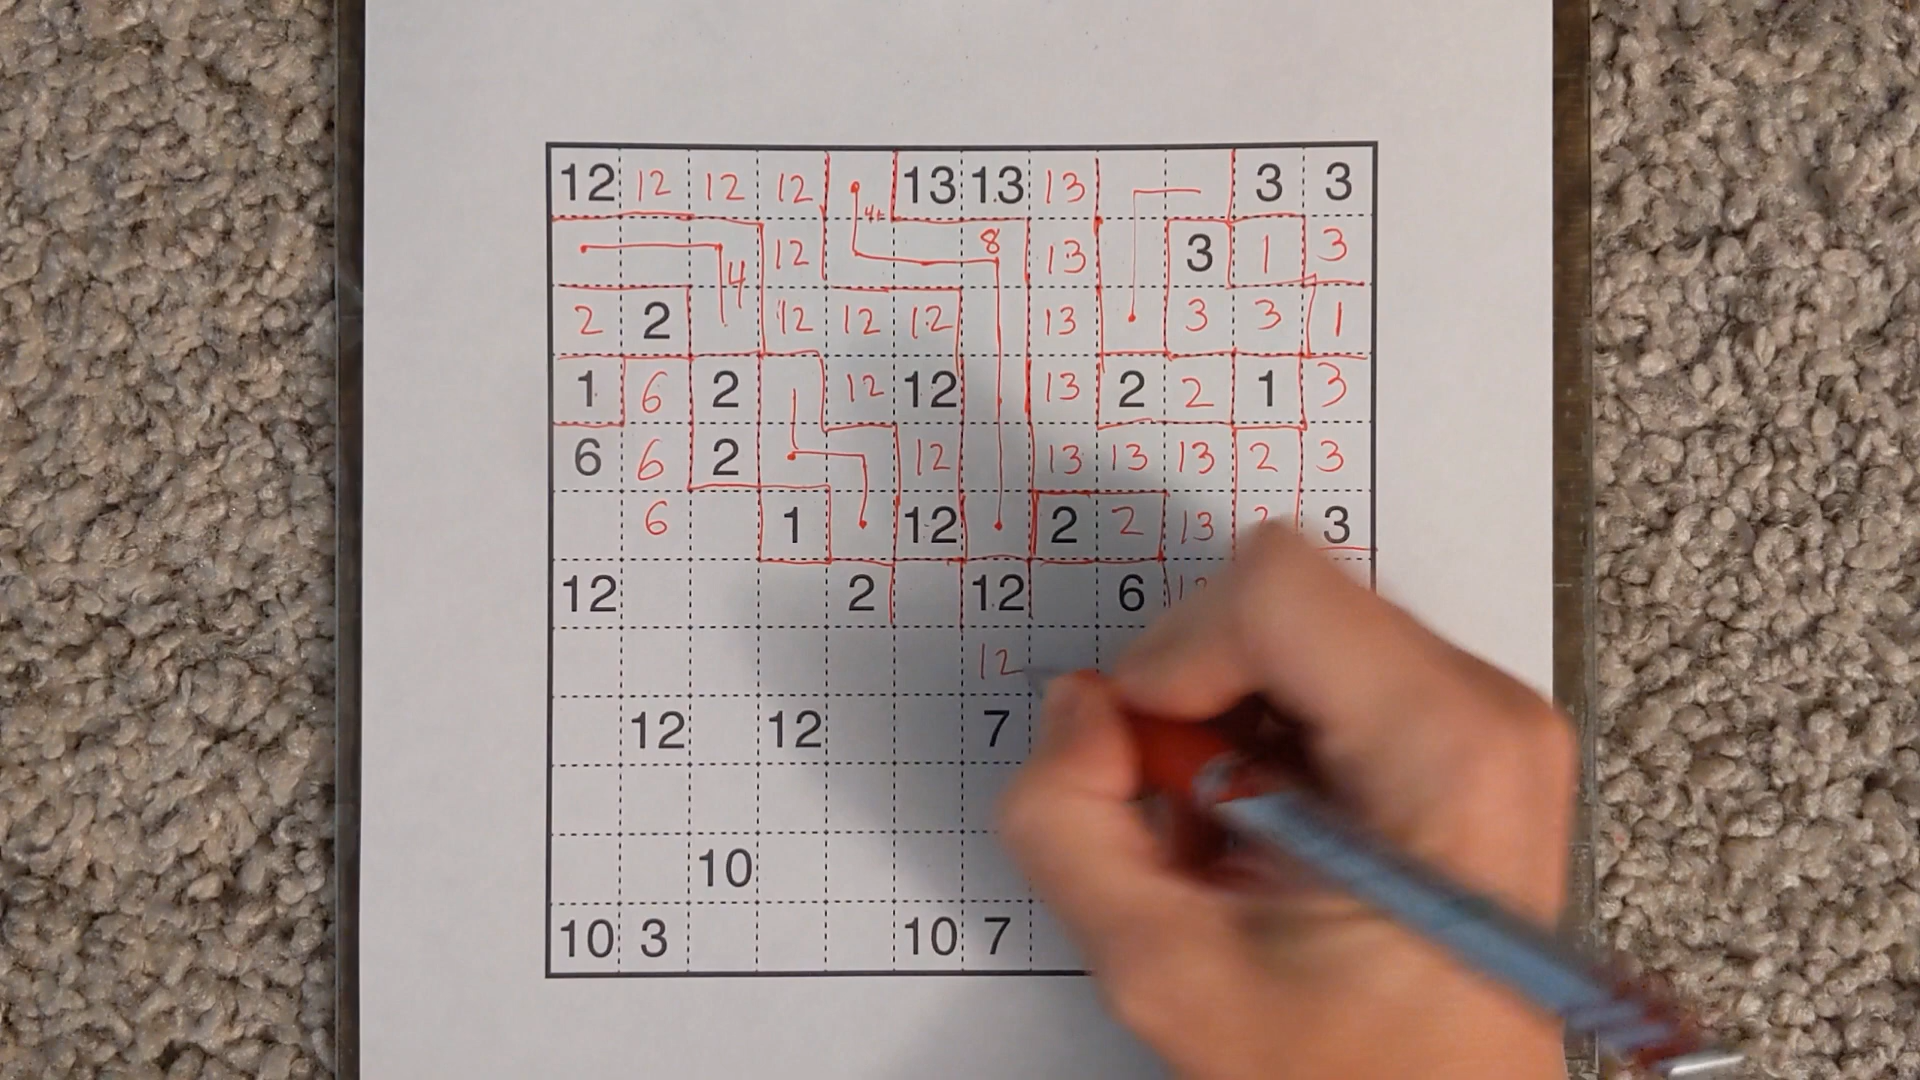 12 12 12 12 13 13 13 3 3
4+
12 8 13 3 1 3
4
2 2 12 12 12 13 3 3 1
1 6 2 12 12 13 2 2 1 3
6 6 2 12 13 13 13 2 3
6 1 12 2 2 13 3
12 2 12 6
12
12 12 7
10
10 3 10 7